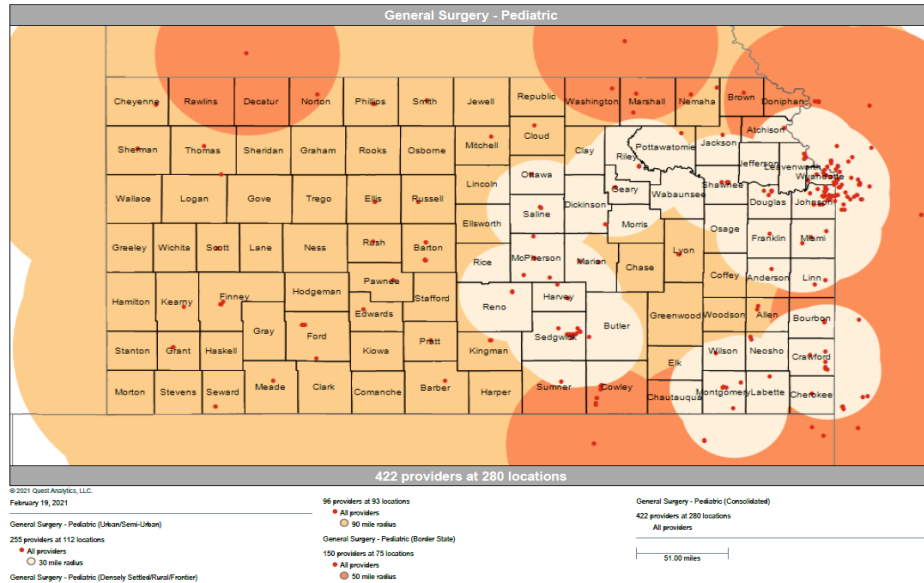 General Surgery - Pediatric
Cheyenne Rawlins Decatur Norton Phillips Smith Jewell Republic Washington Marshall Nemaha Brown Doniphan
Cloud Atchison
Sherman Thomas Sheridan Graham Rooks Osborne Mitchell Clay Riley Pottawatomie Jackson
Jefferson Leavenworth
Ottawa Wyandotte
Lincoln Geary Wabaunsee Shawnee
Wallace Logan Gove Trego Ellis Russell Dickinson Douglas Johnson
Saline
Ellsworth Morris Osage
Greeley Wichita Scott Lane Ness Rush Barton Franklin Miami
Rice McPherson Marion Chase Lyon
Coffey Anderson Linn
Pawnee
Hamilton Kearny Finney Hodgeman Stafford Reno Harvey
Edwards Woodson Allen Bourbon
Gray Ford Butler Greenwood
Sedgwick
Stanton Grant Haskell Kiowa Pratt Kingman Wilson Neosho Crawford
Elk
Morton Stevens Seward Meade Clark Comanche Barber Harper Sumner Cowley Chautauqua Montgomery Labette Cherokee
422 providers at 280 locations
© 2021 Quest Analytics, LLC.
February 19, 2021
General Surgery - Pediatric (Urban/Semi-Urban)
255 providers at 112 locations
All providers
30 mile radius
General Surgery - Pediatric (Densely Settled/Rural/Frontier)
96 providers at 93 locations
All providers
90 mile radius
General Surgery - Pediatric (Border State)
150 providers at 75 locations
All providers
50 mile radius
General Surgery - Pediatric (Consolidated)
422 providers at 280 locations
All providers
51.00 miles